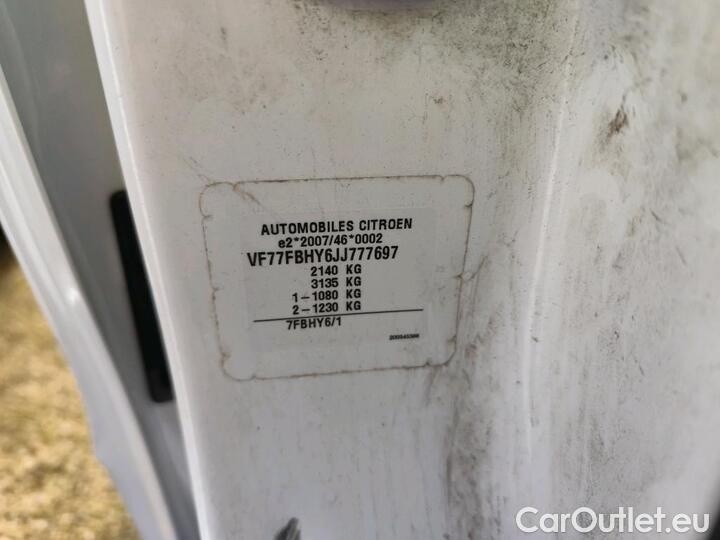 AUTOMOBILES CITROEN
e2*2007/46*0002
VF77FBHY6JJ777697
2140 KG
3135 KG
1-1080 KG
2-1230 KG
7FBHY6/1
CarOutlet.eu